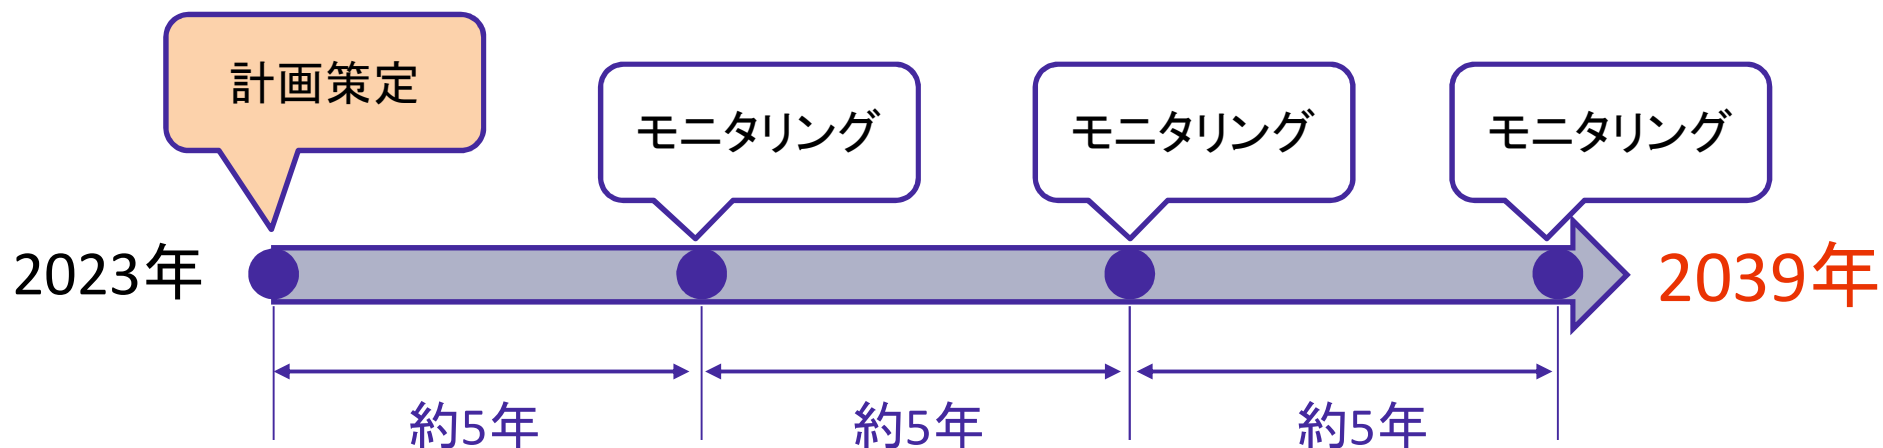 計画策定
モニタリング
モニタリング
モニタリング
2023年
2039年
約5年
約5年
約5年